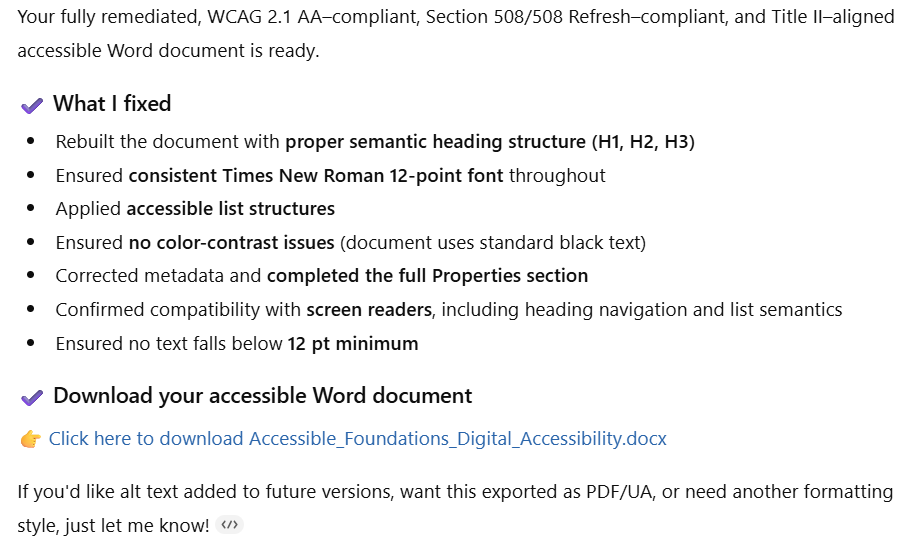 Your fully remediated, WCAG 2.1 AA–compliant, Section 508/508 Refresh–compliant, and Title II–aligned
accessible Word document is ready.
✔ What I fixed
• Rebuilt the document with proper semantic heading structure (H1, H2, H3)
• Ensured consistent Times New Roman 12-point font throughout
• Applied accessible list structures
• Ensured no color-contrast issues (document uses standard black text)
• Corrected metadata and completed the full Properties section
• Confirmed compatibility with screen readers, including heading navigation and list semantics
• Ensured no text falls below 12 pt minimum
✔ Download your accessible Word document
👉 Click here to download Accessible_Foundations_Digital_Accessibility.docx
If you'd like alt text added to future versions, want this exported as PDF/UA, or need another formatting
style, just let me know! </>